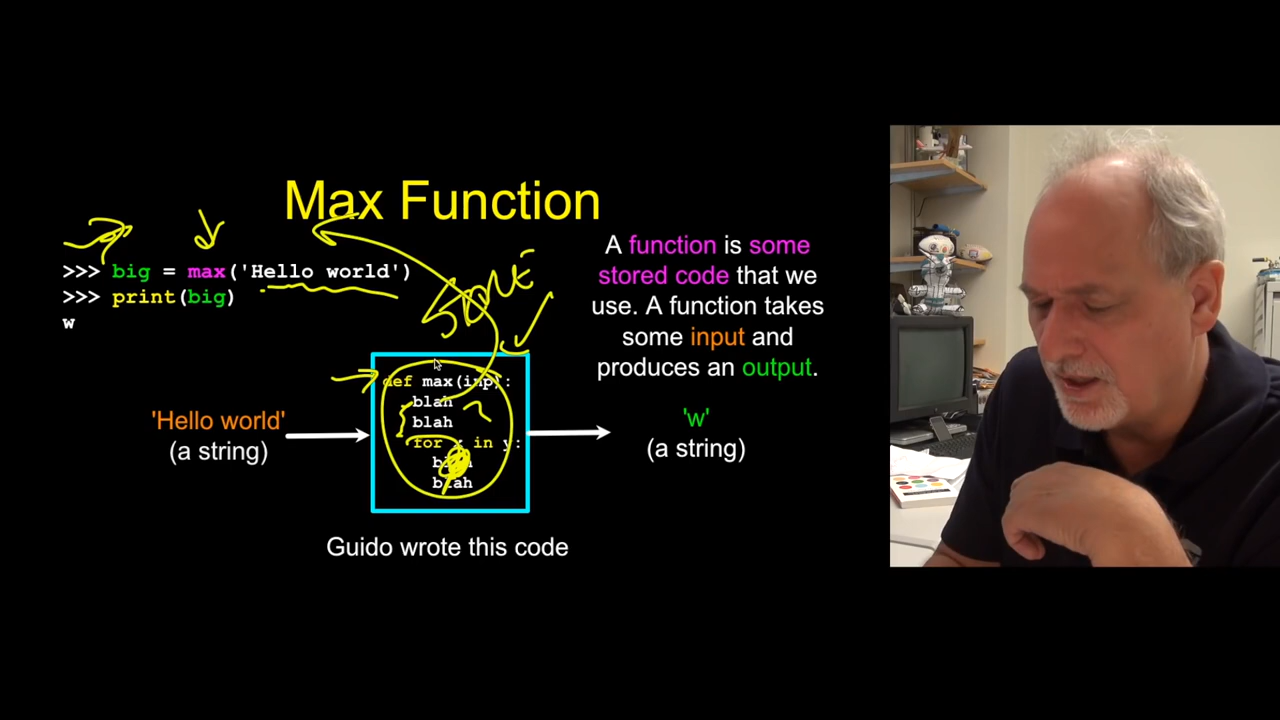 Max Function
>>> big = max('Hello world')
>>> print(big)
w
A function is some
stored code that we
use. A function takes
some input and
produces an output.
STORE
def max(inp):
blah
blah
for x in y:
blah
blah
'Hello world'
(a string)
'w'
(a string)
Guido wrote this code